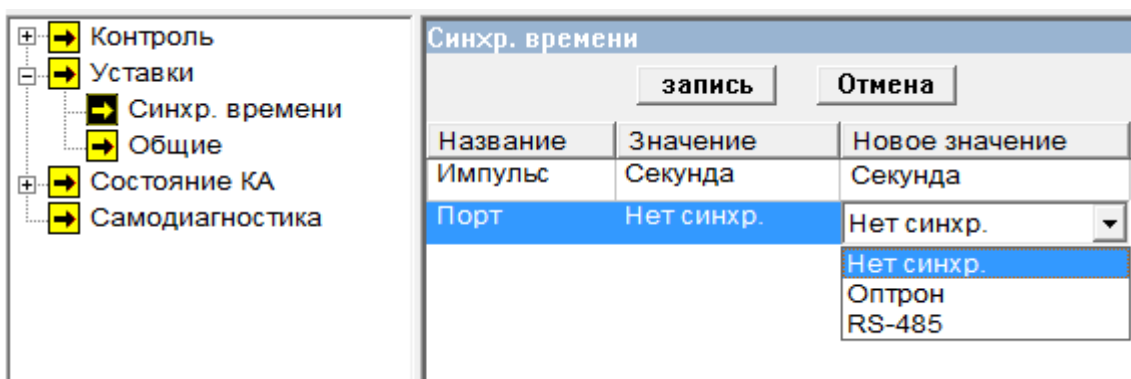 Контроль
Уставки
Синхр. времени
Общие
Состояние КА
Самодиагностика
Синхр. времени
запись Отмена
Название Значение Новое значение
Импульс Секунда Секунда
Порт Нет синхр. Нет синхр.
Нет синхр.
Оптрон
RS-485